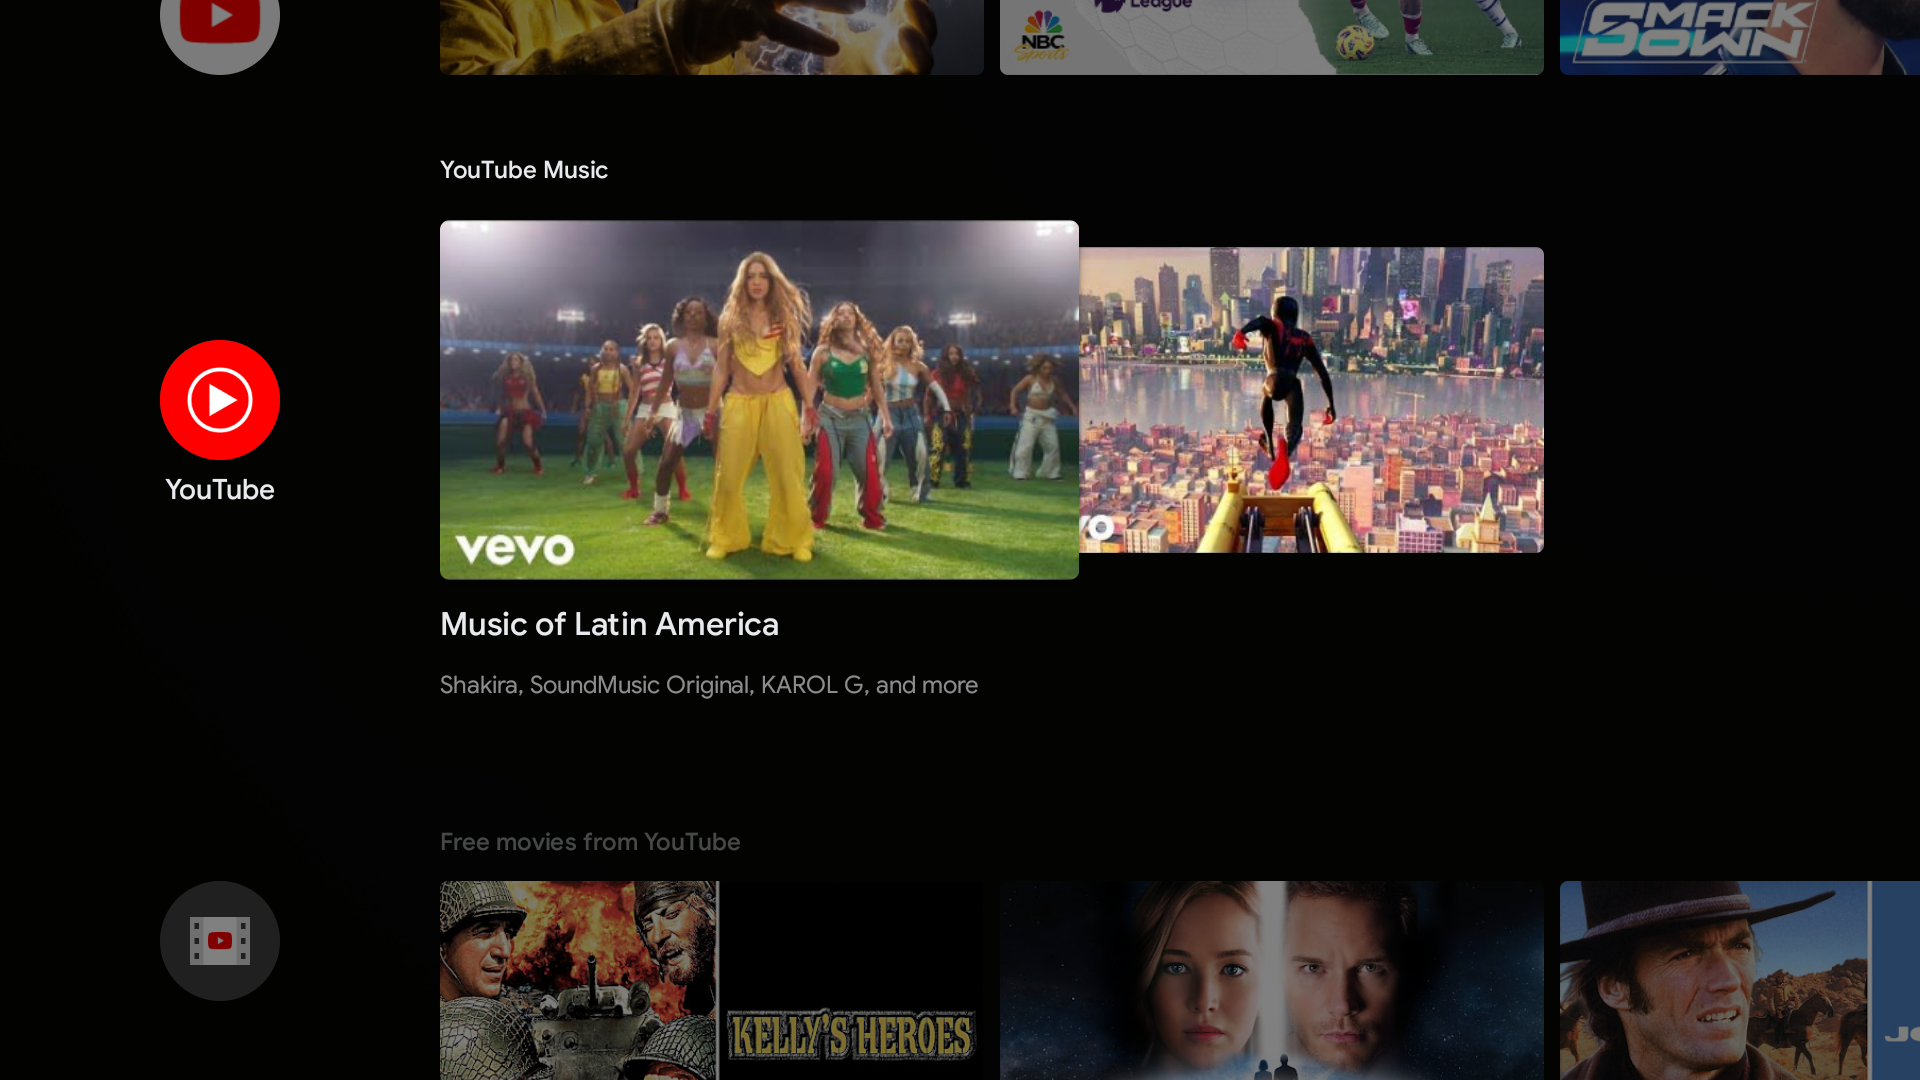 League
NBC
Sports
SMACK
DOWN
YouTube Music
YouTube
vevo
Music of Latin America
Shakira, SoundMusic Original, KAROL G, and more
Free movies from YouTube
KELLY'S HEROES